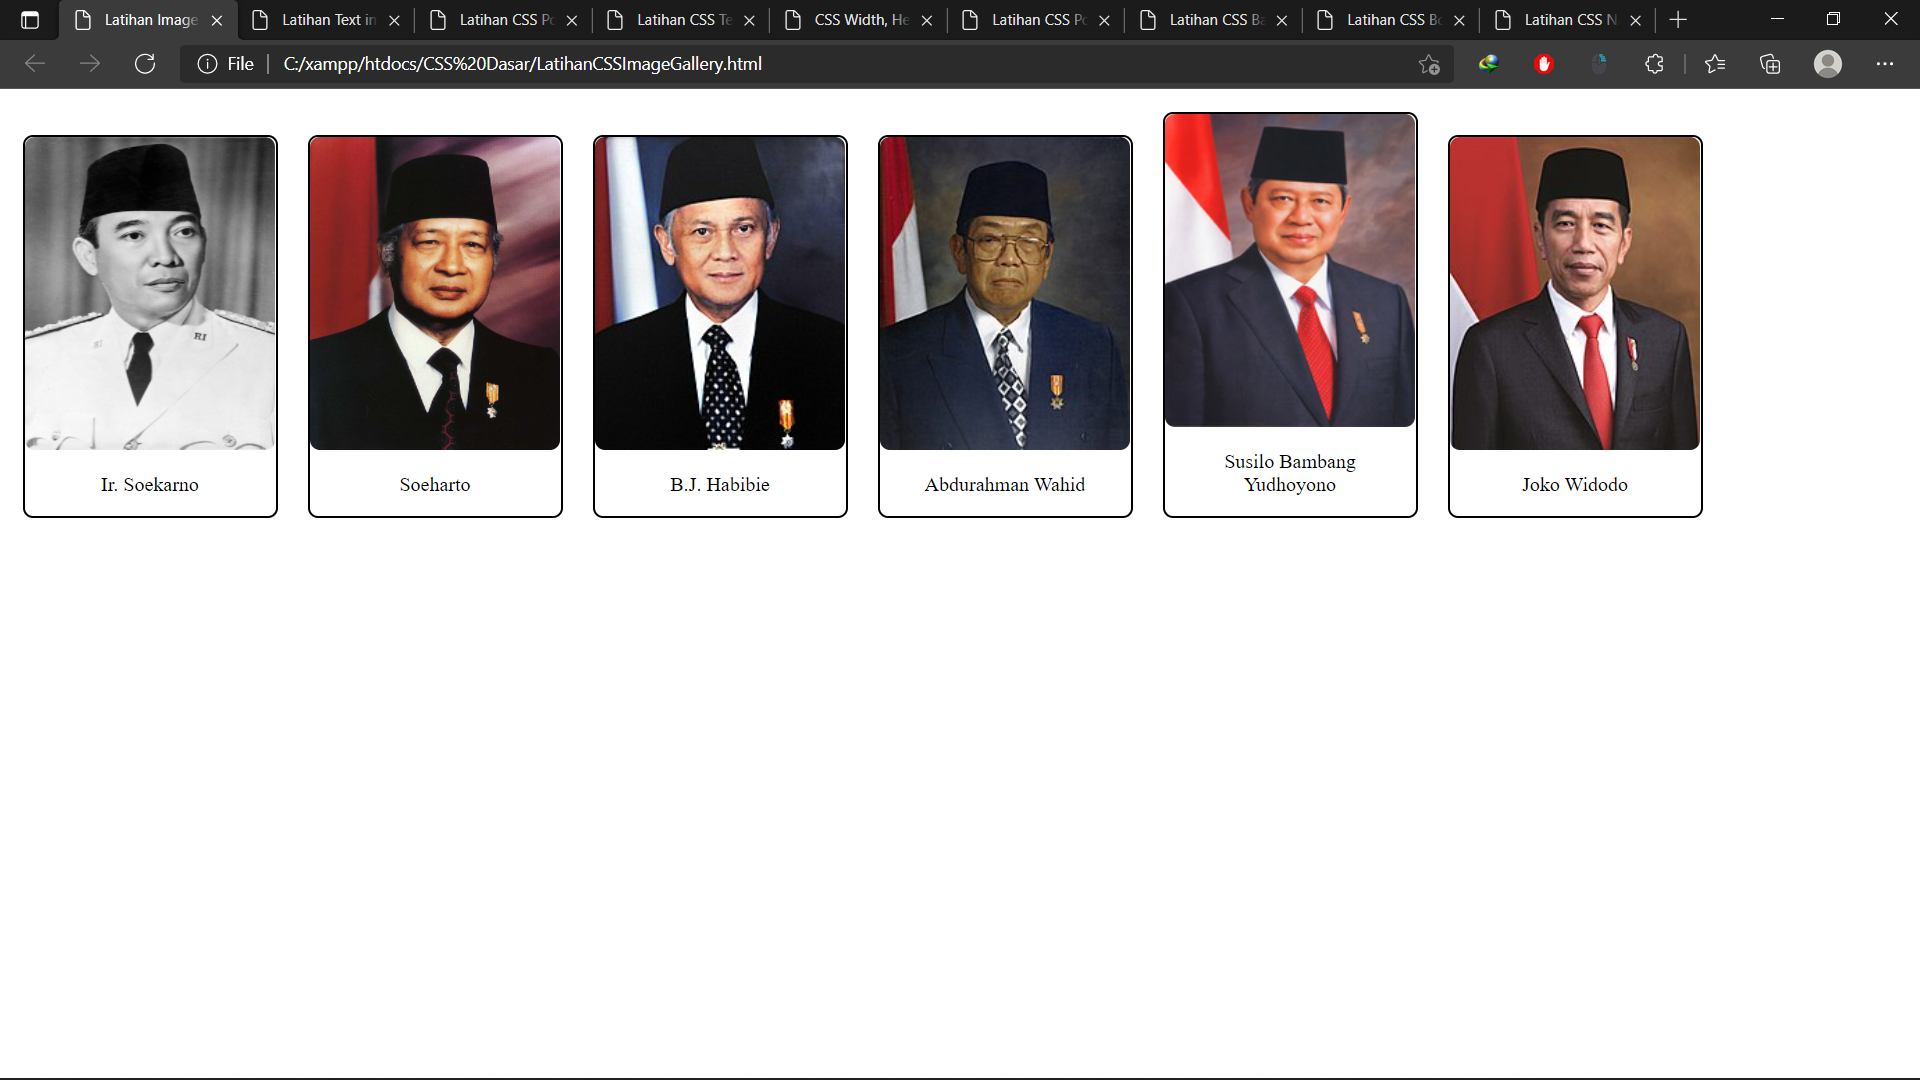 Latihan Image
Latihan Text in
Latihan CSS Po
Latihan CSS Te
CSS Width, He
Latihan CSS Po
Latihan CSS Ba
Latihan CSS Bo
Latihan CSS N
File
C:/xampp/htdocs/CSS%20Dasar/LatihanCSSImageGallery.html
RI
Ir. Soekarno
Soeharto
B.J. Habibie
Abdurahman Wahid
Susilo Bambang
Yudhoyono
Joko Widodo